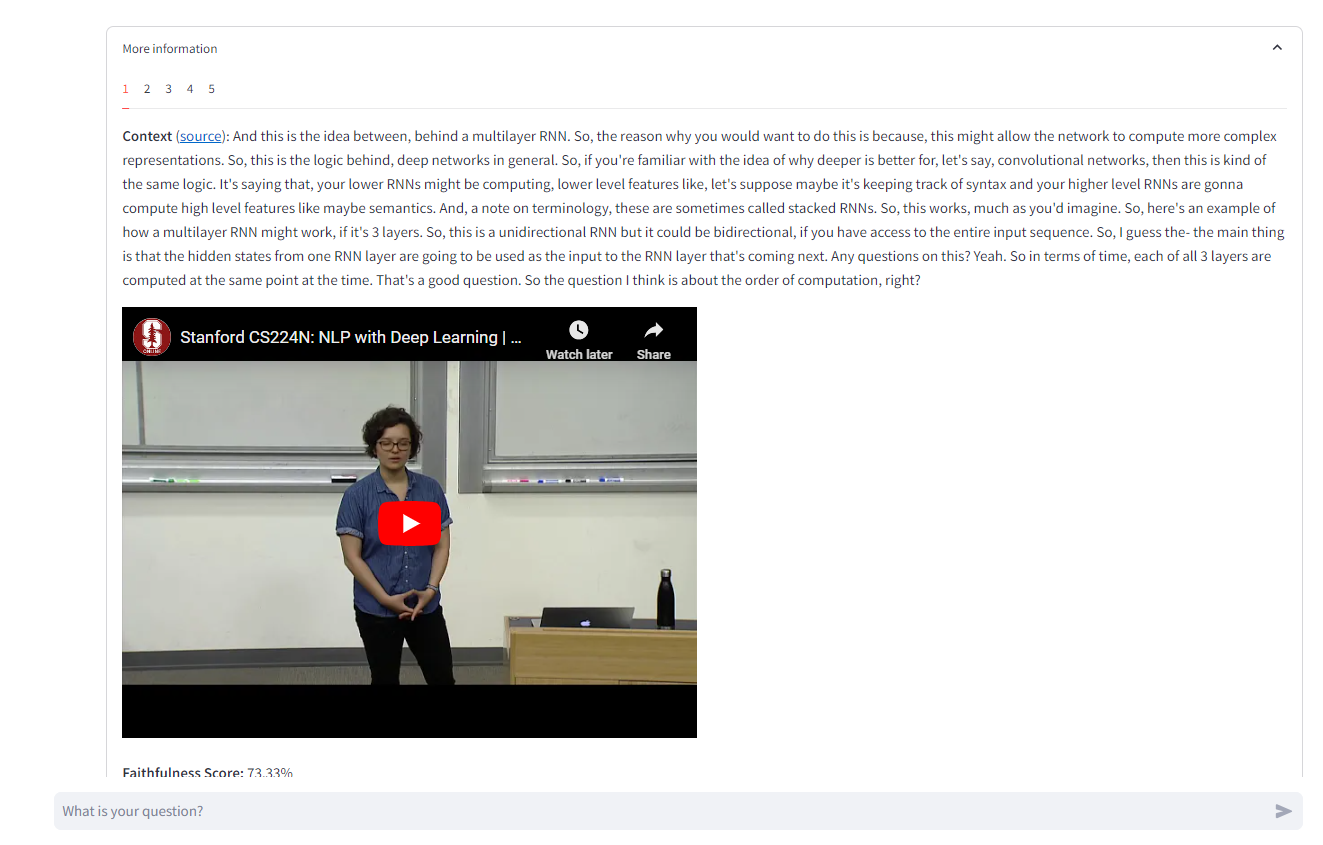 More information
1 2 3 4 5
Context (source): And this is the idea between, behind a multilayer RNN. So, the reason why you would want to do this is because, this might allow the network to compute more complex
representations. So, this is the logic behind, deep networks in general. So, if you're familiar with the idea of why deeper is better for, let's say, convolutional networks, then this is kind of
the same logic. It's saying that, your lower RNNs might be computing, lower level features like, let's suppose maybe it's keeping track of syntax and your higher level RNNs are gonna
compute high level features like maybe semantics. And, a note on terminology, these are sometimes called stacked RNNs. So, this works, much as you'd imagine. So, here's an example of
how a multilayer RNN might work, if it's 3 layers. So, this is a unidirectional RNN but it could be bidirectional, if you have access to the entire input sequence. So, I guess the- the main thing
is that the hidden states from one RNN layer are going to be used as the input to the RNN layer that's coming next. Any questions on this? Yeah. So in terms of time, each of all 3 layers are
computed at the same point at the time. That's a good question. So the question I think is about the order of computation, right?
S
ONLINE
Stanford CS224N: NLP with Deep Learning | ...
Watch later
Share
Faithfulness Score: 73.33%
What is your question?